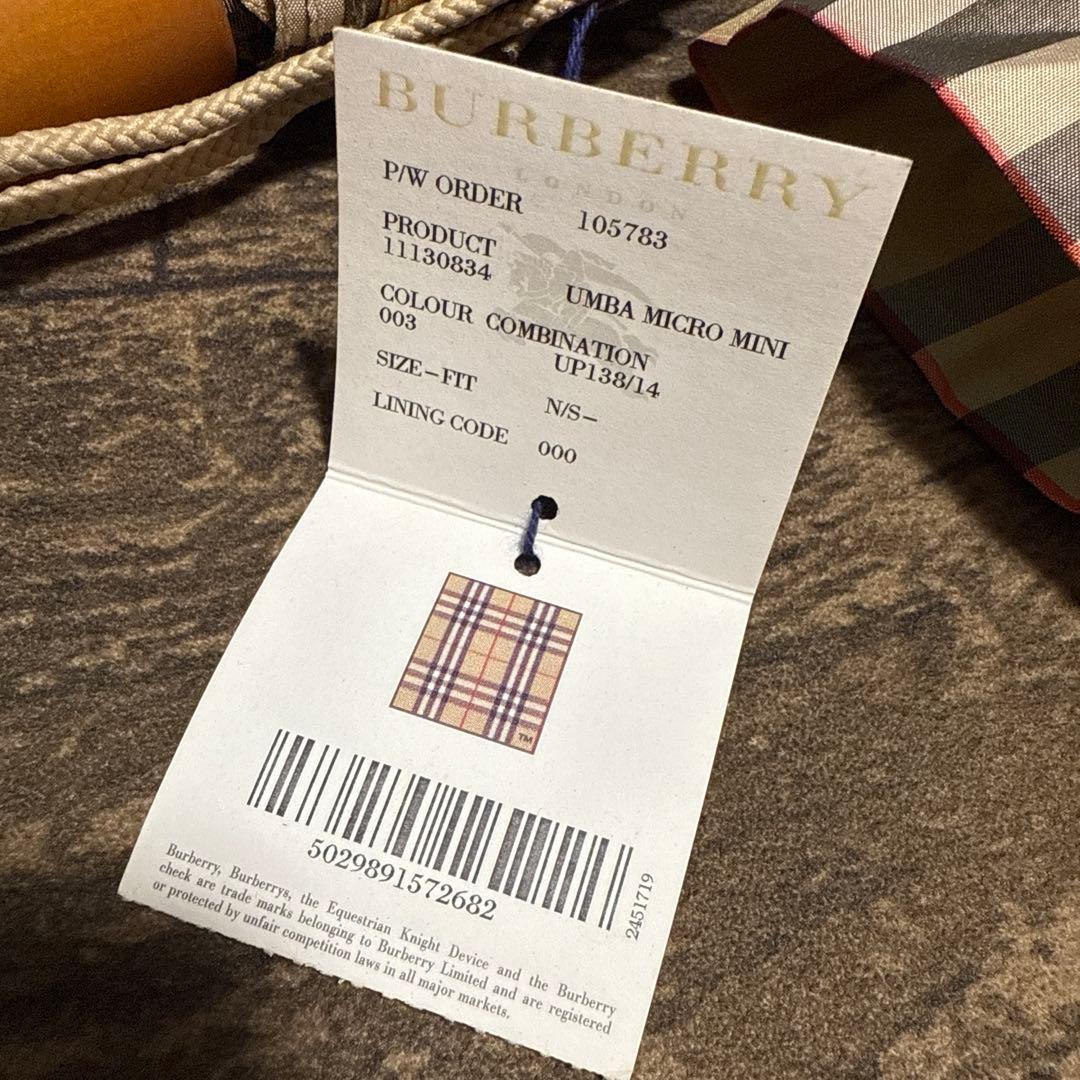 BURBERRY
LONDON
P/W ORDER 105783
PRODUCT
11130834 UMBA MICRO MINI
COLOUR COMBINATION
003 UP138/14
SIZE-FIT N/S-
LINING CODE 000
TM
5029891572682
2451719
Burberry, Burberrys, the Equestrian Knight Device and the Burberry
check are trade marks belonging to Burberry Limited and are registered
or protected by unfair competition laws in all major markets.